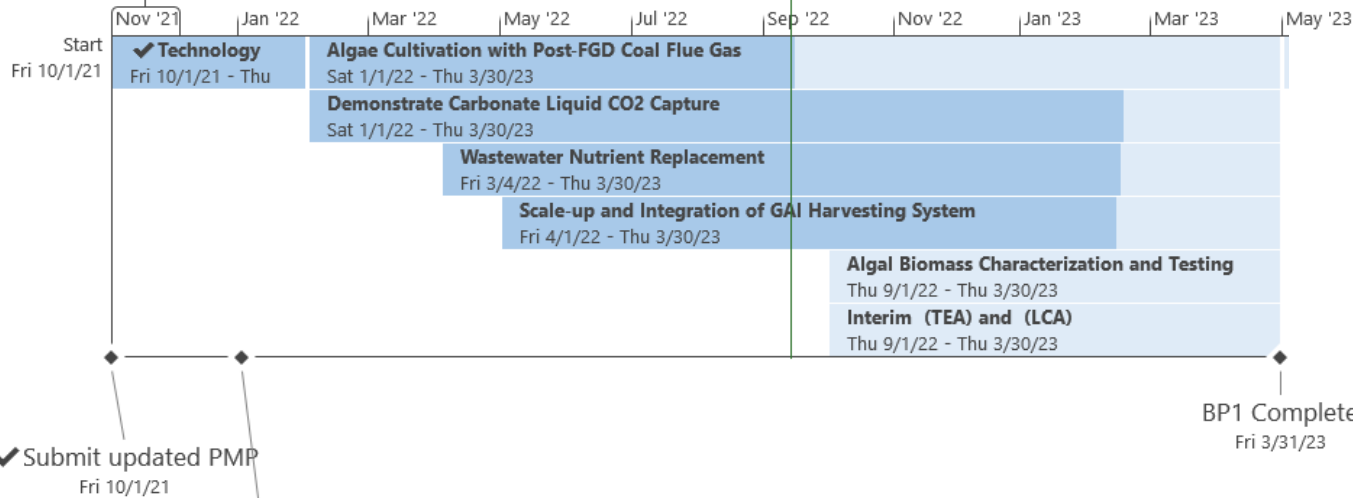 Nov '21 Jan '22 Mar '22 May '22 Jul '22 Sep '22 Nov '22 Jan '23 Mar '23 May '23
Start
Fri 10/1/21
Technology
Fri 10/1/21 - Thu
Algae Cultivation with Post-FGD Coal Flue Gas
Sat 1/1/22 - Thu 3/30/23
Demonstrate Carbonate Liquid CO2 Capture
Sat 1/1/22 - Thu 3/30/23
Wastewater Nutrient Replacement
Fri 3/4/22 - Thu 3/30/23
Scale-up and Integration of GAI Harvesting System
Fri 4/1/22 - Thu 3/30/23
Algal Biomass Characterization and Testing
Thu 9/1/22 - Thu 3/30/23
Interim (TEA) and (LCA)
Thu 9/1/22 - Thu 3/30/23
BP1 Complete
Fri 3/31/23
Submit updated PMP
Fri 10/1/21